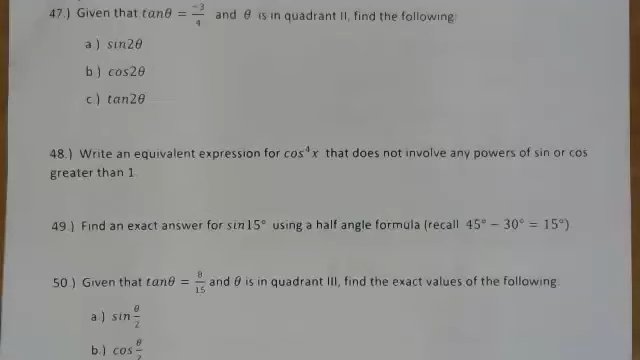 47.) Given that tanθ = −3/4 and θ is in quadrant II, find the following:
a.) sin2θ
b.) cos2θ
c.) tan2θ
48.) Write an equivalent expression for cos⁴x that does not involve any powers of sin or cos
greater than 1.
49.) Find an exact answer for sin15° using a half angle formula (recall 45° − 30° = 15°)
50.) Given that tanθ = 8/15 and θ is in quadrant III, find the exact values of the following.
a.) sin θ/2
b.) cos θ/2